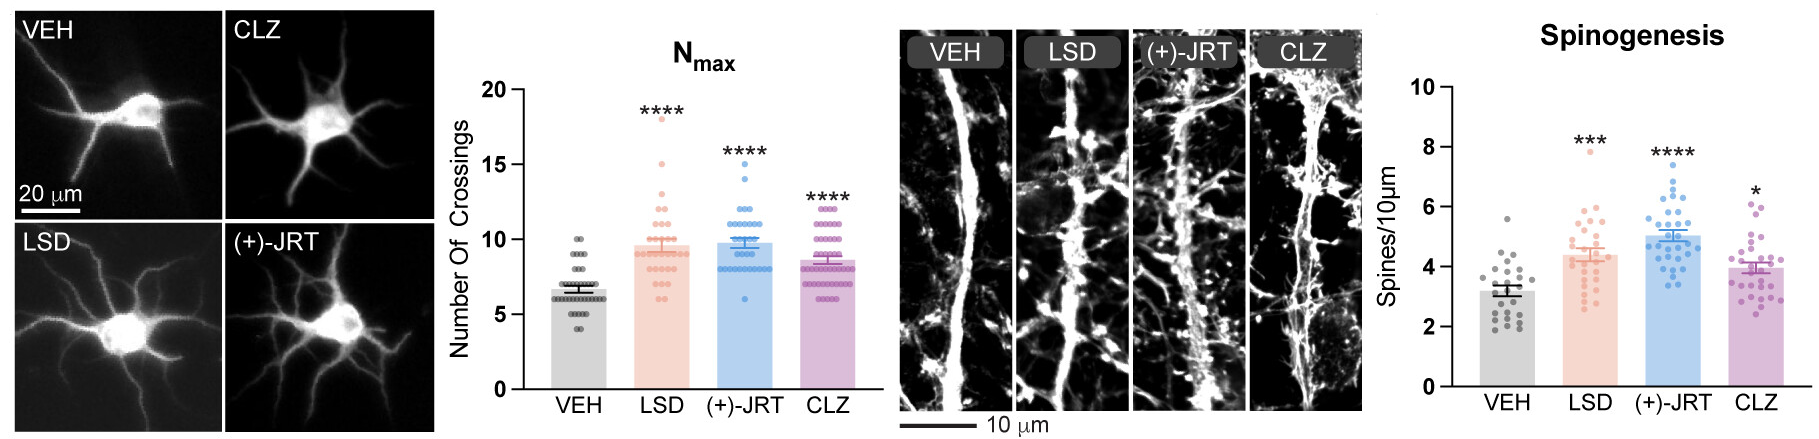 VEH
CLZ
20 μm
LSD
(+)-JRT
N_max
Number Of Crossings
20
15
10
5
0
****
****
****
VEH
LSD
(+)-JRT
CLZ
VEH
LSD
(+)-JRT
CLZ
10 μm
Spinogenesis
Spines/10μm
10
8
6
4
2
0
***
****
*
VEH
LSD
(+)-JRT
CLZ